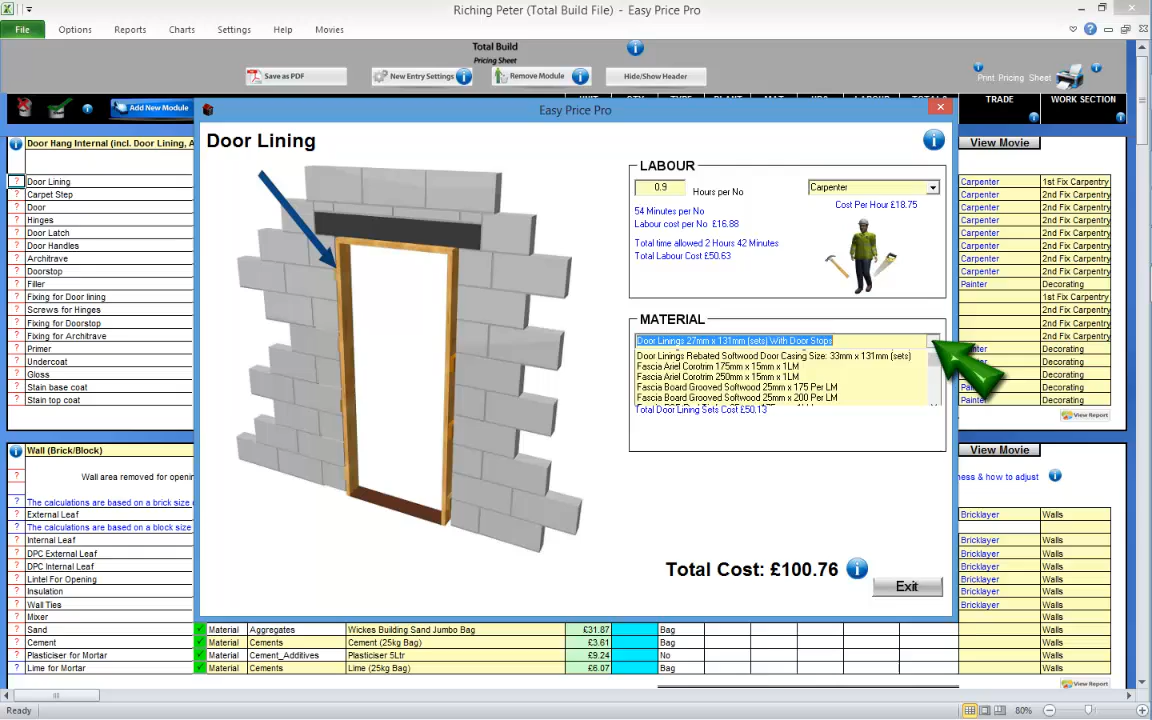 Riching Peter (Total Build File) - Easy Price Pro
File Options Reports Charts Settings Help Movies
Total Build
Pricing Sheet
Save as PDF New Entry Settings Remove Module Hide/Show Header
Print Pricing Sheet
Add New Module
TRADE WORK SECTION
Easy Price Pro
Door Hang Internal (incl. Door Lining, A
View Movie
? Door Lining
? Carpet Step
? Door
? Hinges
? Door Latch
? Door Handles
? Architrave
? Doorstop
? Filler
? Fixing for Door lining
? Screws for Hinges
? Fixing for Doorstop
? Fixing for Architrave
? Primer
? Undercoat
? Gloss
? Stain base coat
? Stain top coat
Door Lining
LABOUR
0.9 Hours per No
Carpenter
Cost Per Hour £18.75
54 Minutes per No
Labour cost per No £16.88
Total time allowed 2 Hours 42 Minutes
Total Labour Cost £50.63
MATERIAL
Door Linings 27mm x 131mm (sets) With Door Stops
Door Linings Rebated Softwood Door Casing Size: 33mm x 131mm (sets)
Fascia Ariel Corotrim 175mm x 15mm x 1LM
Fascia Ariel Corotrim 250mm x 15mm x 1LM
Fascia Board Grooved Softwood 25mm x 175 Per LM
Fascia Board Grooved Softwood 25mm x 200 Per LM
Total Door Lining Sets Cost £50.13
Total Cost: £100.76
Exit
Carpenter 1st Fix Carpentry
Carpenter 2nd Fix Carpentry
Carpenter 2nd Fix Carpentry
Carpenter 2nd Fix Carpentry
Carpenter 2nd Fix Carpentry
Carpenter 2nd Fix Carpentry
Carpenter 2nd Fix Carpentry
Carpenter 2nd Fix Carpentry
Painter Decorating
1st Fix Carpentry
2nd Fix Carpentry
2nd Fix Carpentry
2nd Fix Carpentry
Decorating
Decorating
Decorating
Decorating
Painter Decorating
View Report
Wall (Brick/Block)
View Movie
? Wall area removed for openin
ness & how to adjust
? The calculations are based on a brick size
? External Leaf
? The calculations are based on a block size
? Internal Leaf
? DPC External Leaf
? DPC Internal Leaf
? Lintel For Opening
? Insulation
? Wall Ties
? Mixer
Bricklayer Walls
Bricklayer Walls
Bricklayer Walls
Bricklayer Walls
Bricklayer Walls
Bricklayer Walls
Bricklayer Walls
Walls
? Sand Material Aggregates Wickes Building Sand Jumbo Bag £31.87 Bag Walls
? Cement Material Cements Cement (25kg Bag) £3.61 Bag Walls
? Plasticiser for Mortar Material Cement_Additives Plasticiser 5Ltr £9.24 No Walls
? Lime for Mortar Material Cements Lime (25kg Bag) £6.07 Bag Walls
View Report
Ready
80%